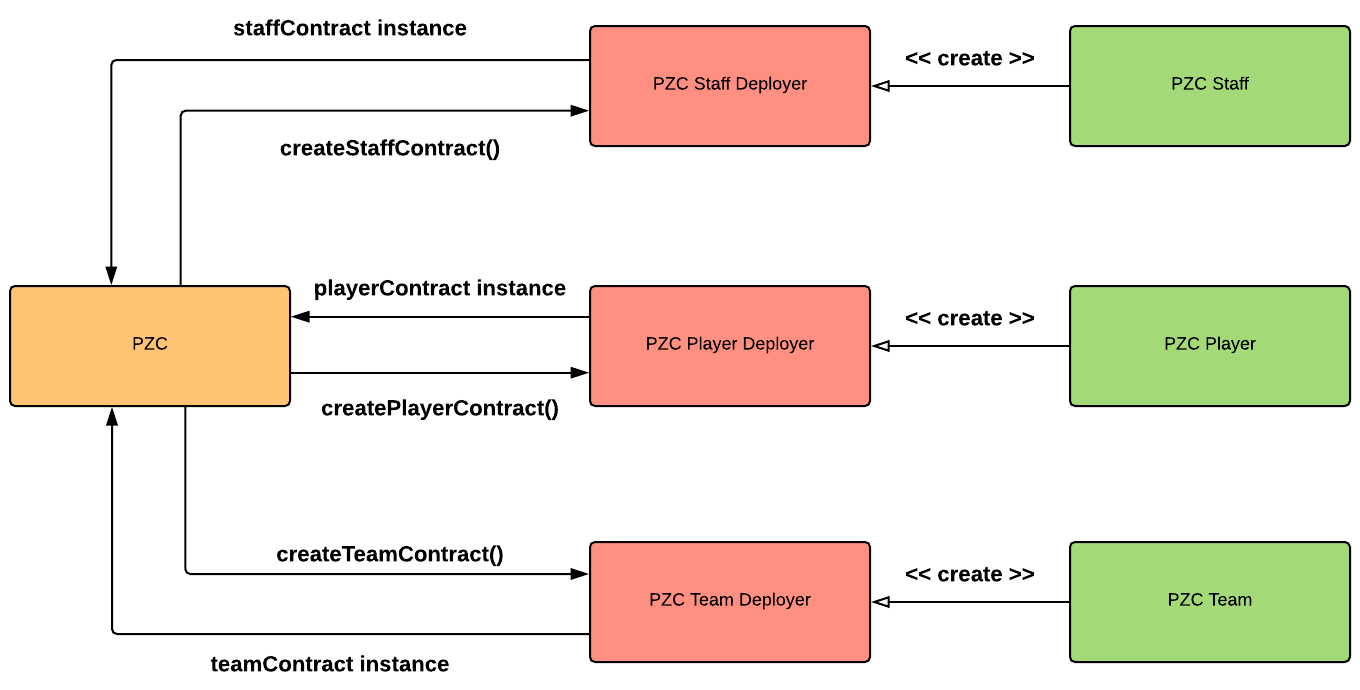 staffContract instance
<< create >>
PZC Staff Deployer
PZC Staff
createStaffContract()
playerContract instance
<< create >>
PZC
PZC Player Deployer
PZC Player
createPlayerContract()
createTeamContract()
<< create >>
PZC Team Deployer
PZC Team
teamContract instance